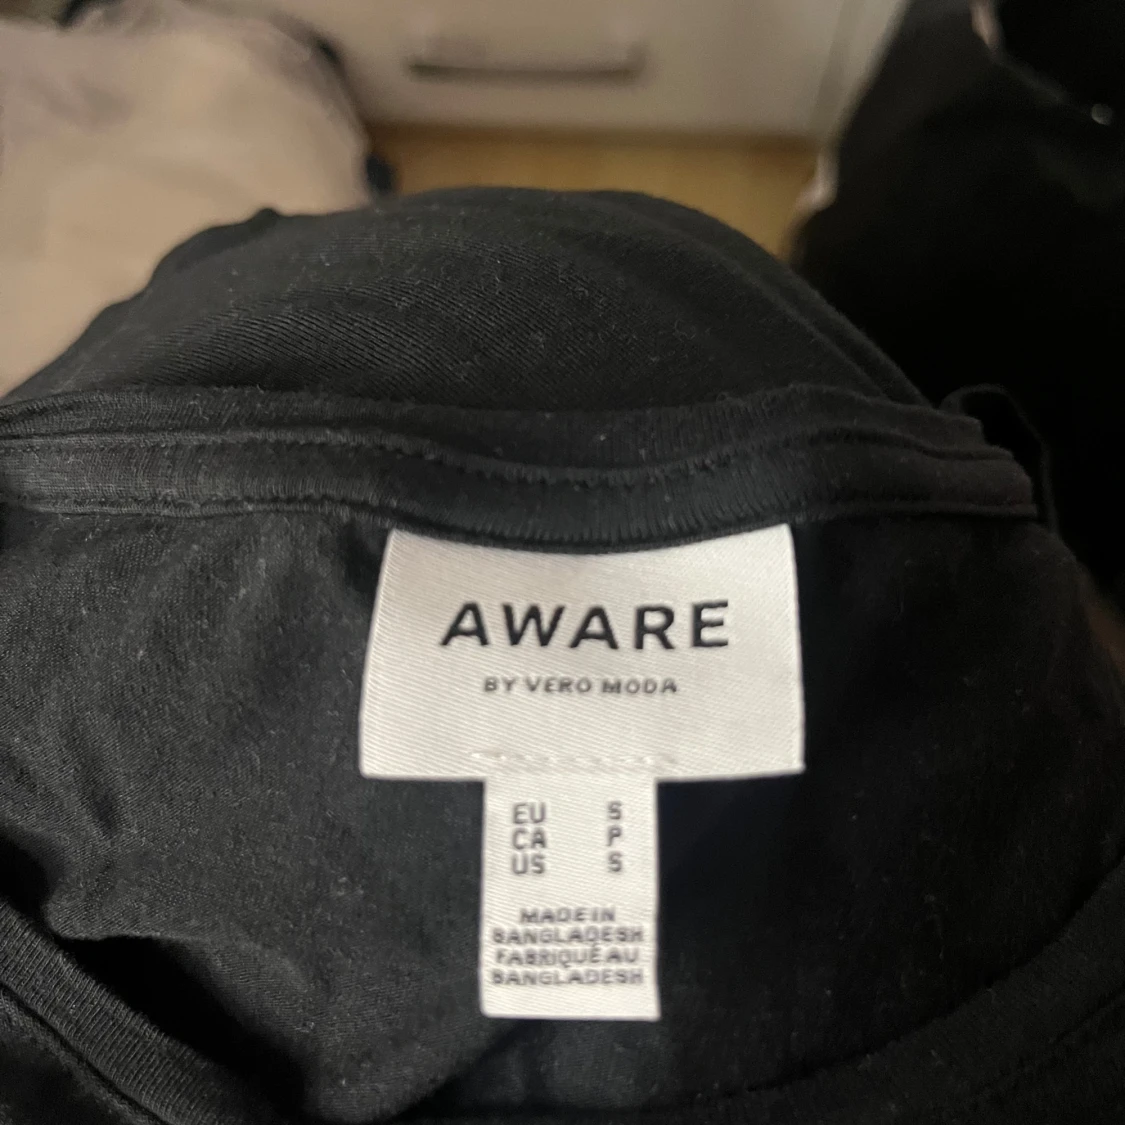 AWARE
BY VERO MODA
EU S
CA P
US S
MADE IN
BANGLADESH
FABRIQUÉ AU
BANGLADESH